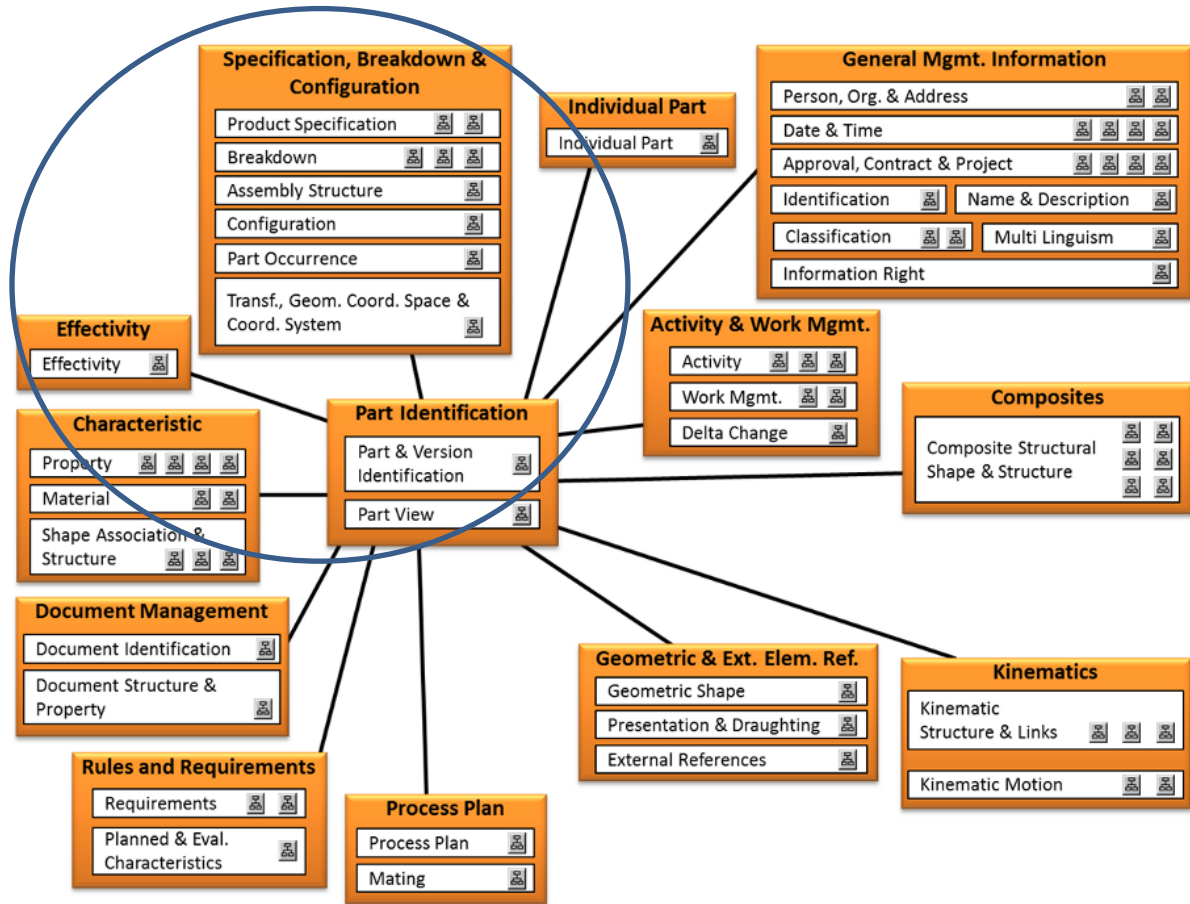 Specification, Breakdown &
Configuration
Product Specification
Breakdown
Assembly Structure
Configuration
Part Occurrence
Transf., Geom. Coord. Space &
Coord. System
Individual Part
Individual Part
General Mgmt. Information
Person, Org. & Address
Date & Time
Approval, Contract & Project
Identification
Name & Description
Classification
Multi Linguism
Information Right
Effectivity
Effectivity
Activity & Work Mgmt.
Activity
Work Mgmt.
Delta Change
Characteristic
Property
Material
Shape Association &
Structure
Part Identification
Part & Version
Identification
Part View
Composites
Composite Structural
Shape & Structure
Document Management
Document Identification
Document Structure &
Property
Geometric & Ext. Elem. Ref.
Geometric Shape
Presentation & Draughting
External References
Kinematics
Kinematic
Structure & Links
Kinematic Motion
Rules and Requirements
Requirements
Planned & Eval.
Characteristics
Process Plan
Process Plan
Mating